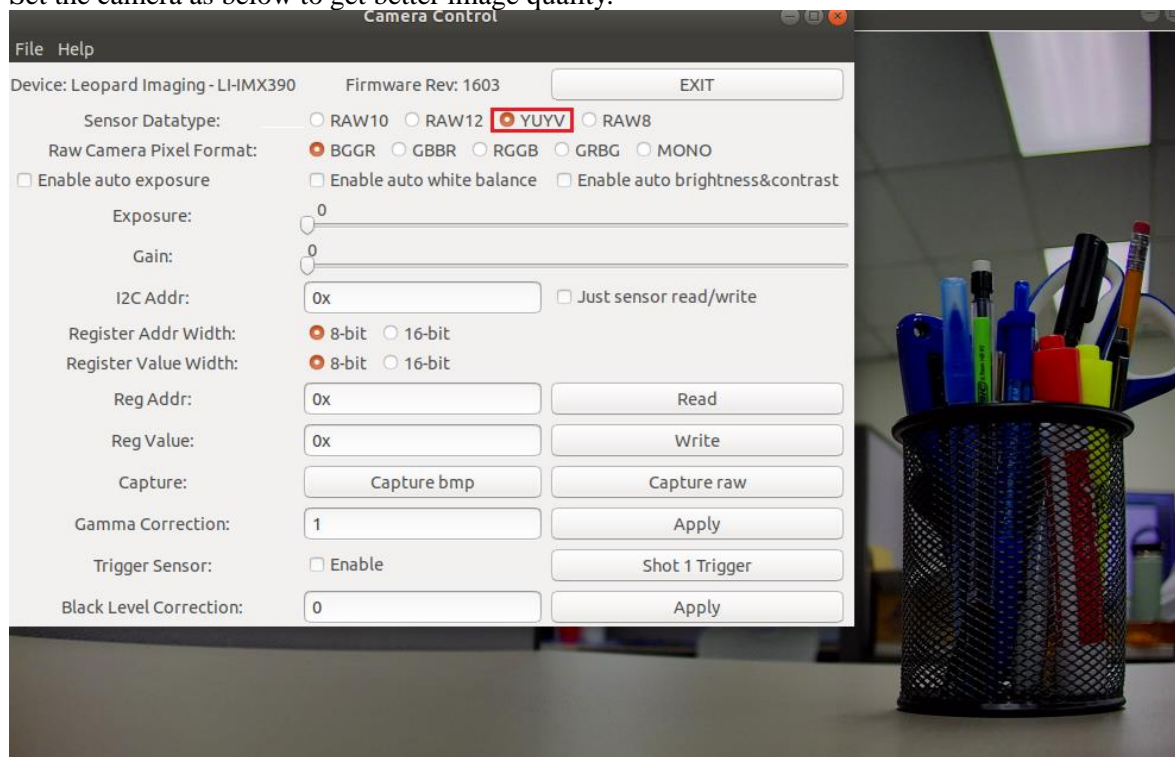 Set the camera as below to get better image quality.
Camera Control
File Help
Device: Leopard Imaging - LI-IMX390 Firmware Rev: 1603 EXIT
Sensor Datatype: RAW10 RAW12 YUYV RAW8
Raw Camera Pixel Format: BGGR GBBR RGGB GRBG MONO
Enable auto exposure Enable auto white balance Enable auto brightness&contrast
Exposure: 0
Gain: 0
I2C Addr: 0x Just sensor read/write
Register Addr Width: 8-bit 16-bit
Register Value Width: 8-bit 16-bit
Reg Addr: 0x Read
Reg Value: 0x Write
Capture: Capture bmp Capture raw
Gamma Correction: 1 Apply
Trigger Sensor: Enable Shot 1 Trigger
Black Level Correction: 0 Apply